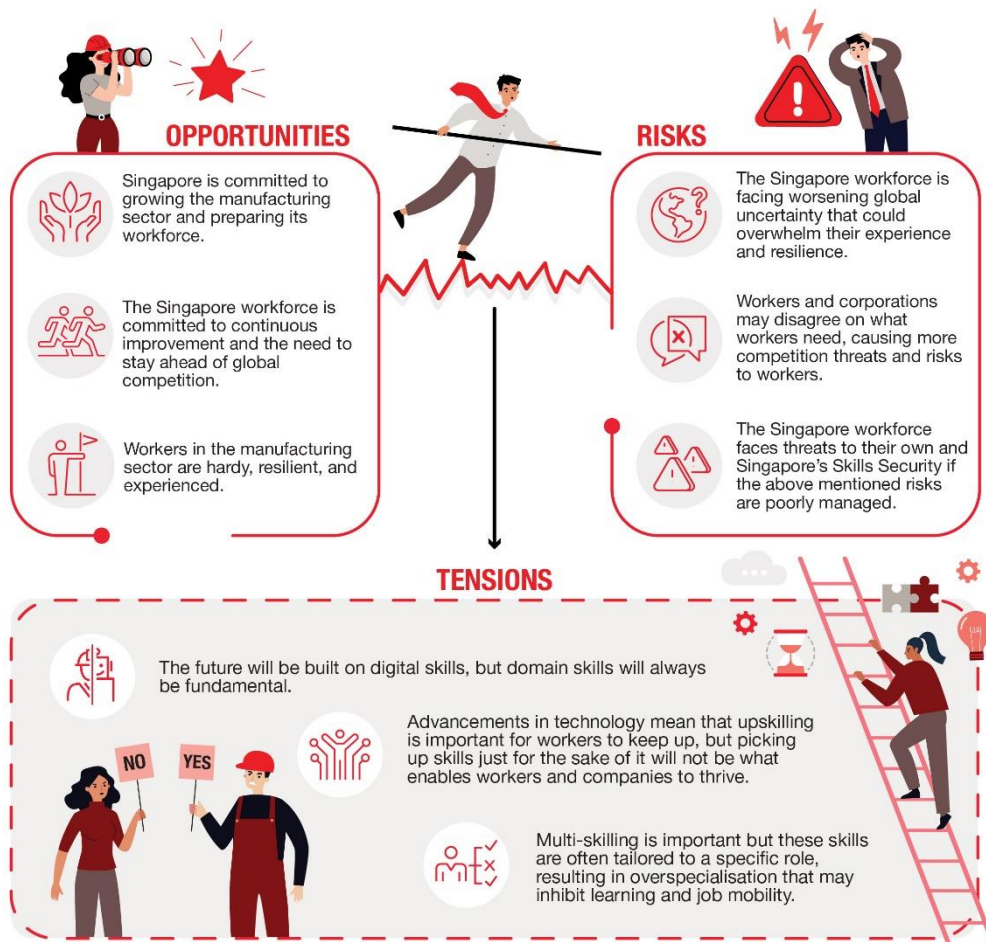 OPPORTUNITIES
Singapore is committed to
growing the manufacturing
sector and preparing its
workforce.
The Singapore workforce is
committed to continuous
improvement and the need to
stay ahead of global
competition.
Workers in the manufacturing
sector are hardy, resilient, and
experienced.
RISKS
The Singapore workforce is
facing worsening global
uncertainty that could
overwhelm their experience
and resilience.
Workers and corporations
may disagree on what
workers need, causing more
competition threats and risks
to workers.
The Singapore workforce
faces threats to their own and
Singapore's Skills Security if
the above mentioned risks
are poorly managed.
TENSIONS
The future will be built on digital skills, but domain skills will always
be fundamental.
Advancements in technology mean that upskilling
is important for workers to keep up, but picking
up skills just for the sake of it will not be what
enables workers and companies to thrive.
NO
YES
Multi-skilling is important but these skills
are often tailored to a specific role,
resulting in overspecialisation that may
inhibit learning and job mobility.